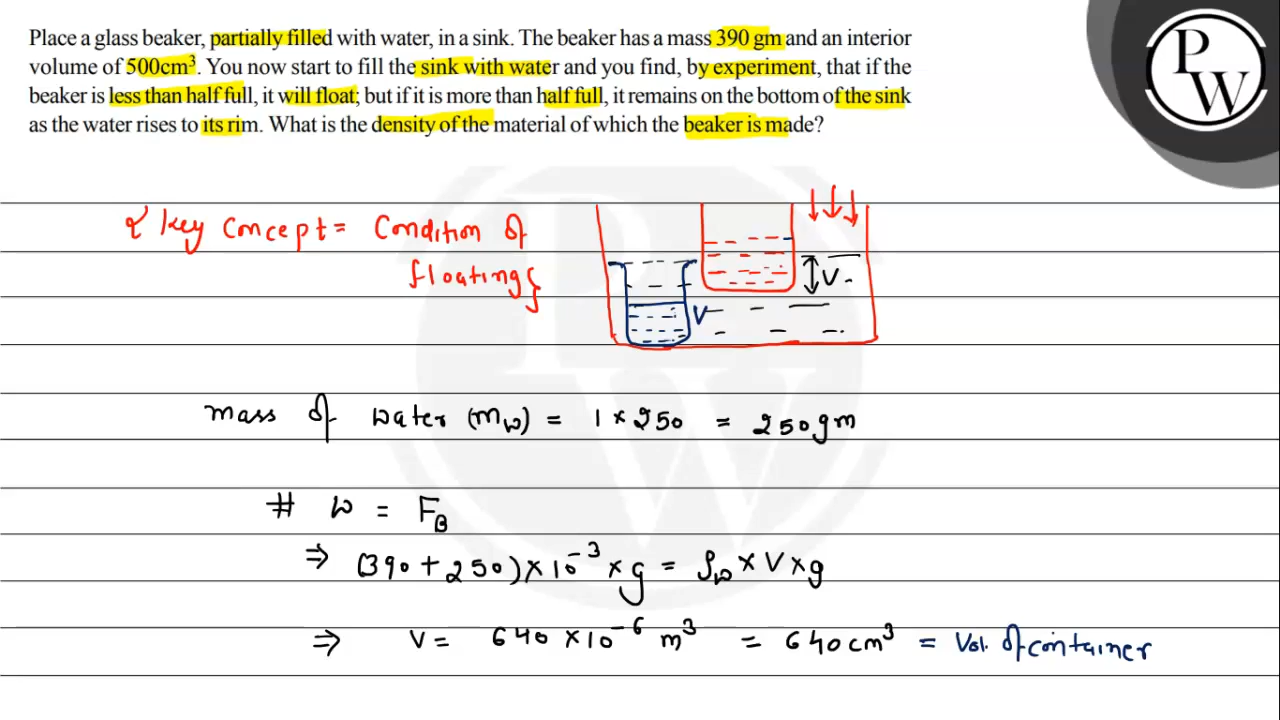 Place a glass beaker, partially filled with water, in a sink. The beaker has a mass 390 gm and an interior
volume of 500cm³. You now start to fill the sink with water and you find, by experiment, that if the
beaker is less than half full, it will float; but if it is more than half full, it remains on the bottom of the sink
as the water rises to its rim. What is the density of the material of which the beaker is made?
P
W
Key Concept = Condition of
floating}
V
V
mass of water (m_w) = 1 × 250 = 250gm
# W = F_B
⇒ (390 + 250) × 10⁻³ × g = ρ_w × V × g
⇒ V = 640 × 10⁻⁶ m³ = 640 cm³ = Vol. of container